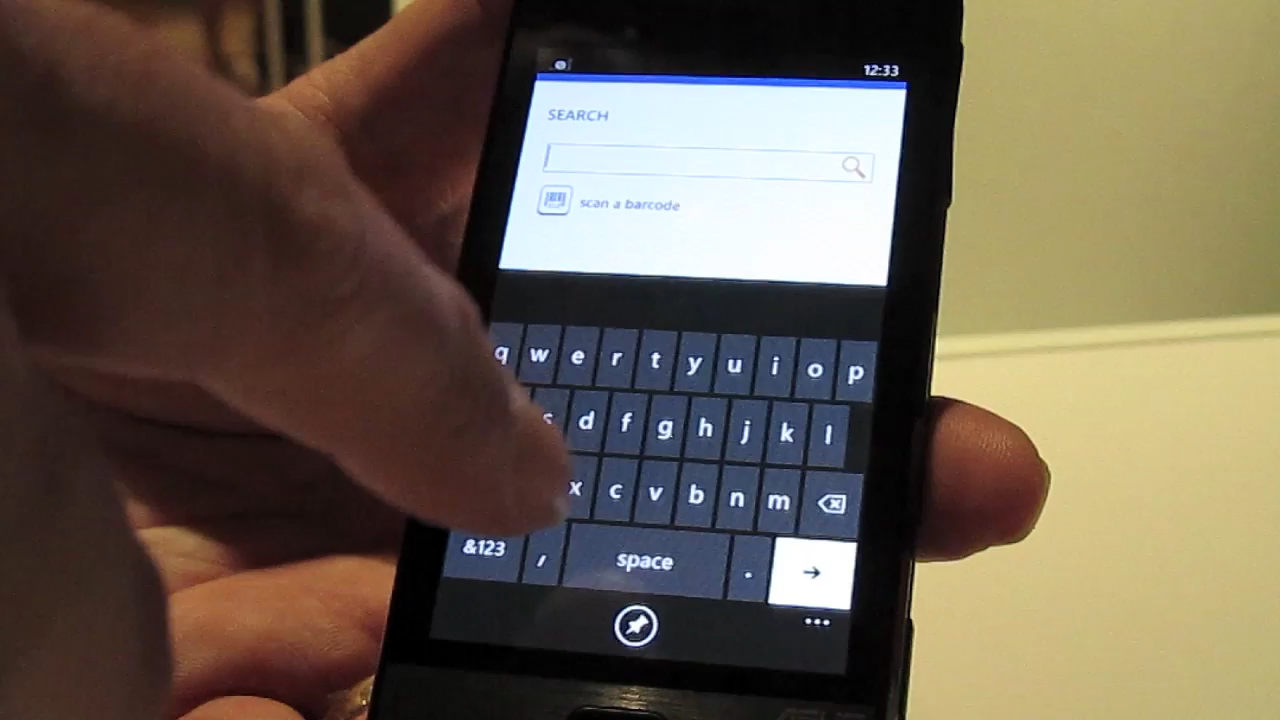 12:33
SEARCH
scan a barcode
q w e r t y u i o p
s d f g h j k l
x c v b n m
&123 , space . →